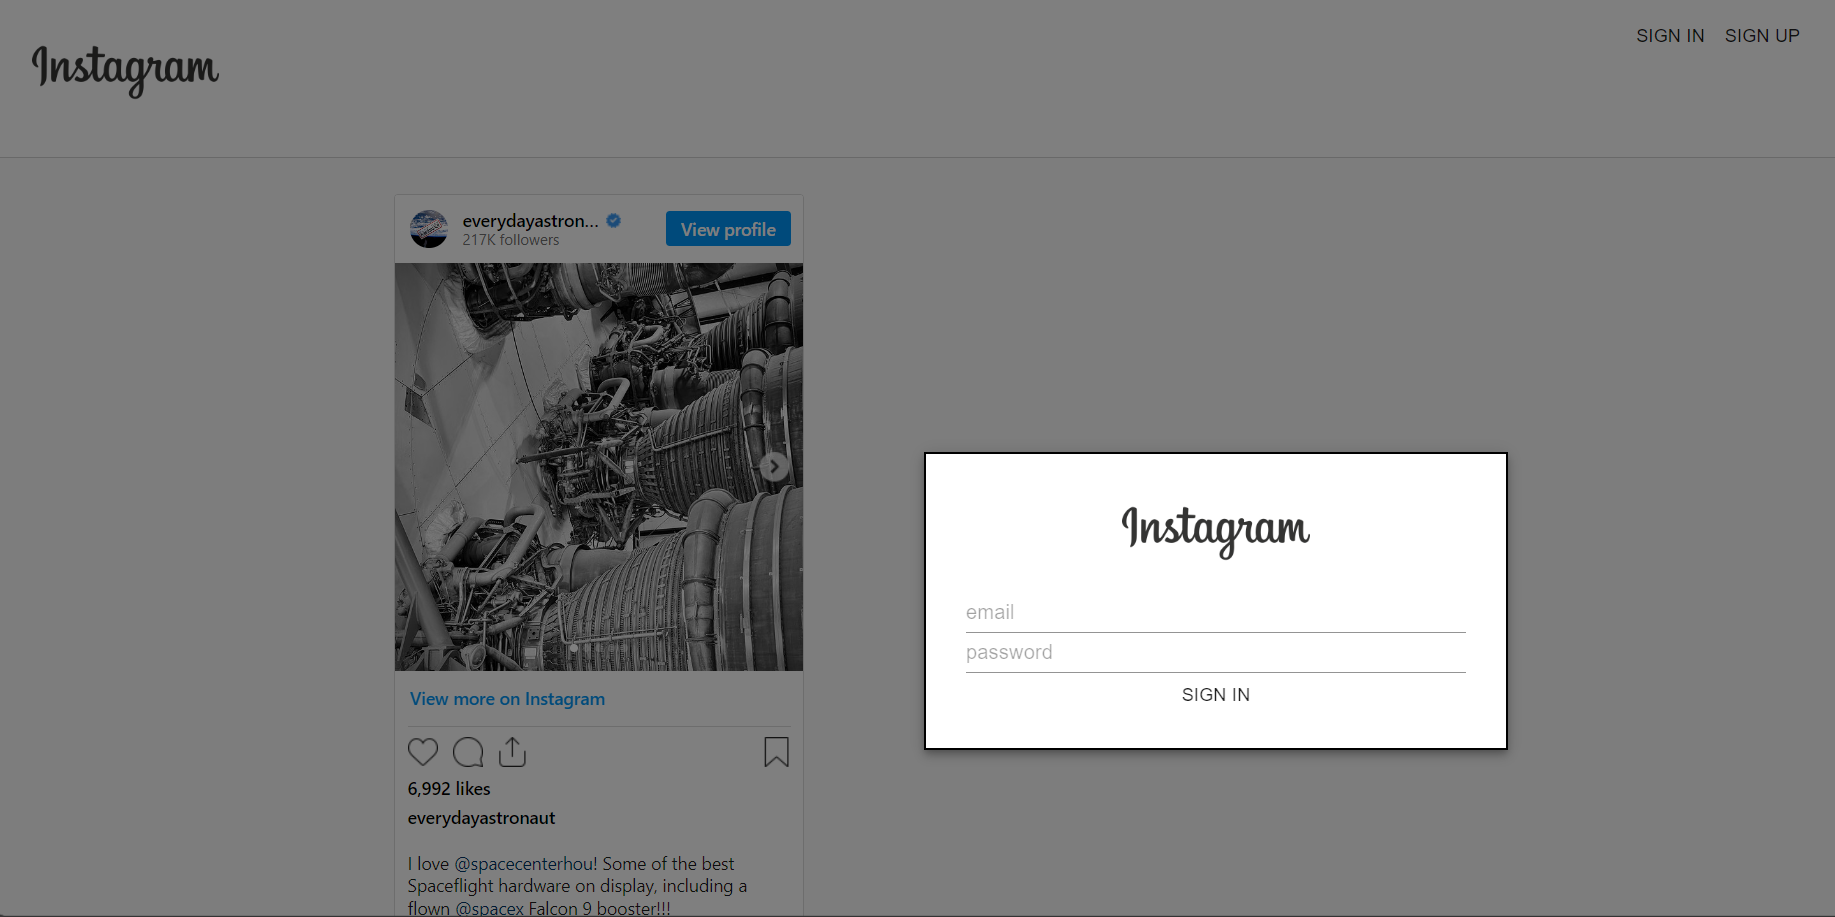 Instagram
SIGN IN SIGN UP
everydayastron...
217K followers
View profile
View more on Instagram
6,992 likes
everydayastronaut
I love @spacecenterhou! Some of the best
Spaceflight hardware on display, including a
flown @spacex Falcon 9 booster!!!
Instagram
email
password
SIGN IN